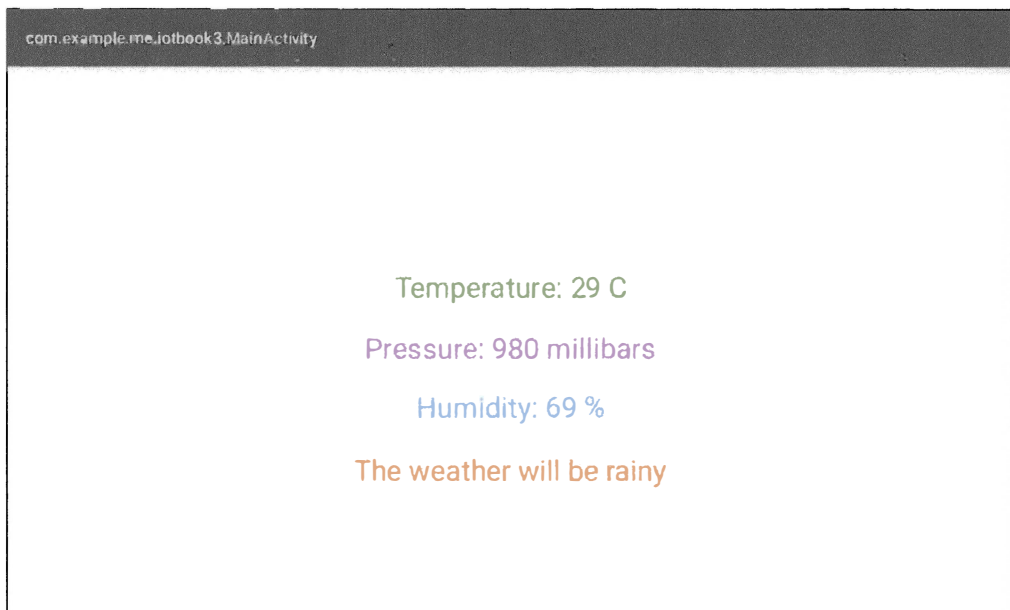 com.example.me.iotbook3.MainActivity
Temperature: 29 C
Pressure: 980 millibars
Humidity: 69 %
The weather will be rainy